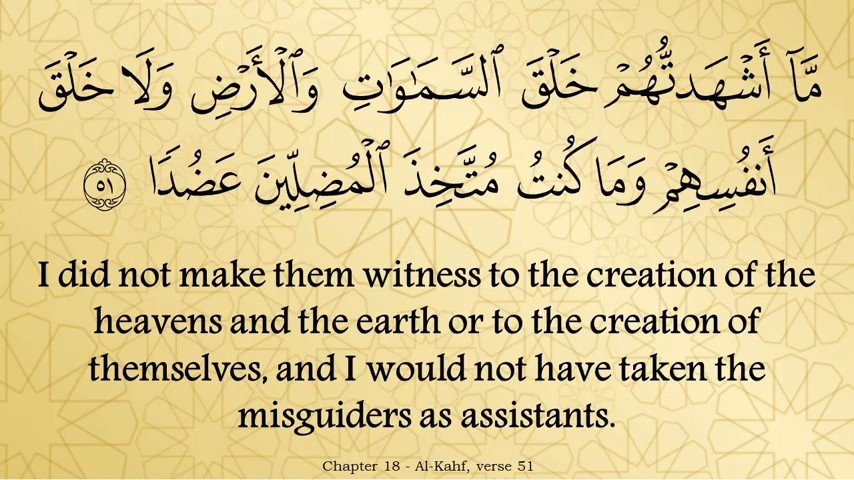 مَّآ أَشْهَدتُّهُمْ خَلْقَ ٱلسَّمَـٰوَٰتِ وَٱلْأَرْضِ وَلَا خَلْقَ
أَنفُسِهِمْ وَمَا كُنتُ مُتَّخِذَ ٱلْمُضِلِّينَ عَضُدًا ٥١
I did not make them witness to the creation of the
heavens and the earth or to the creation of
themselves, and I would not have taken the
misguiders as assistants.
Chapter 18 - Al-Kahf, verse 51